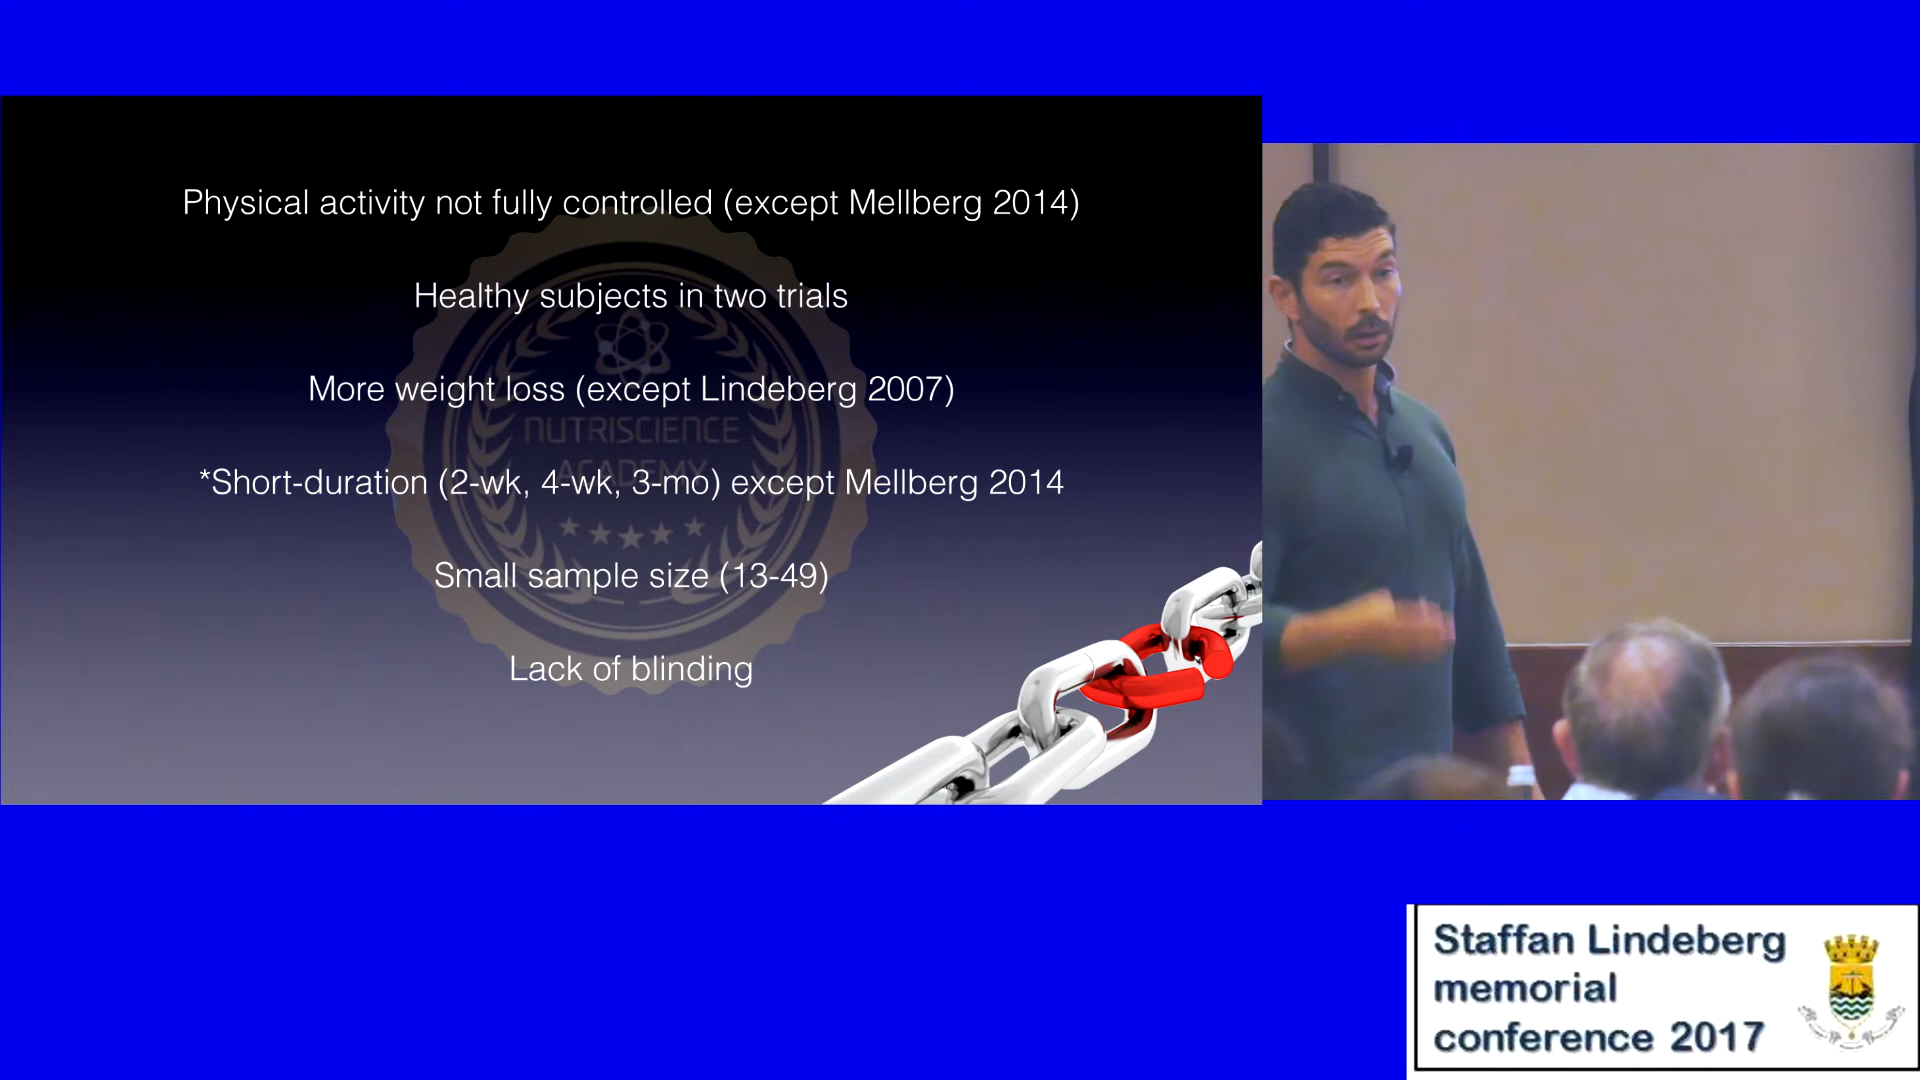 Physical activity not fully controlled (except Mellberg 2014)
Healthy subjects in two trials
More weight loss (except Lindeberg 2007)
NUTRISCIENCE
ACADEMY
*Short-duration (2-wk, 4-wk, 3-mo) except Mellberg 2014
Small sample size (13-49)
Lack of blinding
Staffan Lindeberg
memorial
conference 2017